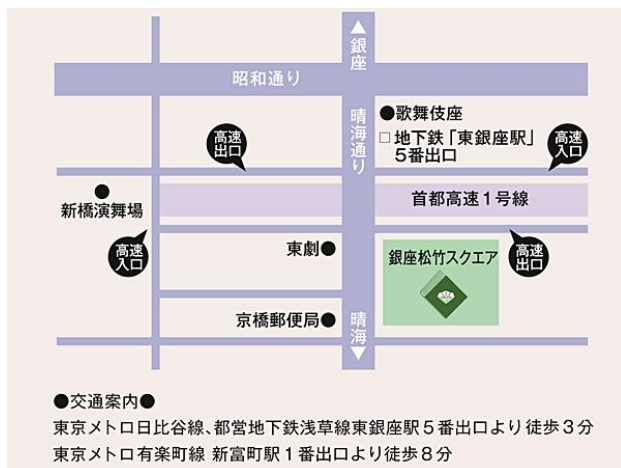 ▲銀座
昭和通り
晴海通り
●歌舞伎座
□地下鉄「東銀座駅」
5番出口
高速
出口
高速
入口
首都高速1号線
●
新橋演舞場
高速
入口
東劇●
銀座松竹スクエア
高速
出口
京橋郵便局●
晴海▼
●交通案内●
東京メトロ日比谷線、都営地下鉄浅草線東銀座駅5番出口より徒歩3分
東京メトロ有楽町線 新富町駅1番出口より徒歩8分